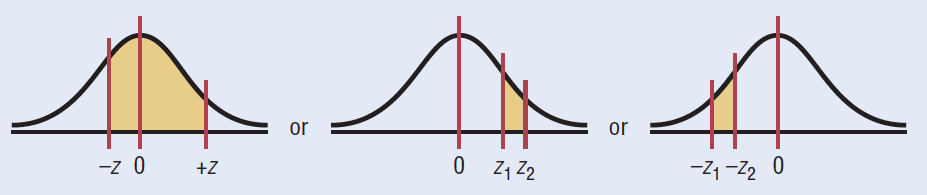 or
or
−z 0 +z
0 z₁ z₂
−z₁ −z₂ 0